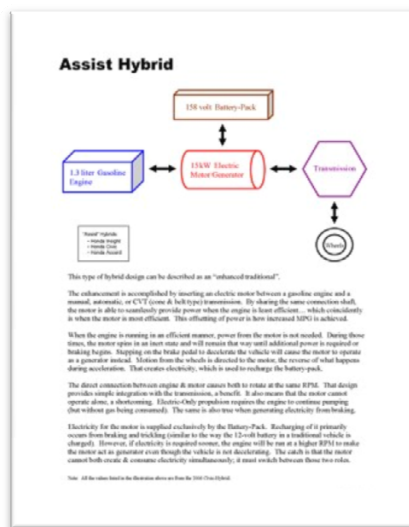 Assist Hybrid
158 volt Battery-Pack
1.3 liter Gasoline
Engine
15kW Electric
Motor/Generator
Transmission
Wheels
"Assist" Hybrids
- Honda Insight
- Honda Civic
- Honda Accord
This type of hybrid design can be described as an "enhanced traditional".
The enhancement is accomplished by inserting an electric motor between a gasoline engine and a
manual, automatic, or CVT (cone & belt type) transmission. By sharing the same connection shaft,
the motor is able to seamlessly provide power when the engine is least efficient... which coincidently
is when the motor is most efficient. This offsetting of power is how increased MPG is achieved.
When the engine is running in an efficient manner, power from the motor is not needed. During those
times, the motor spins in an inert state and will remain that way until additional power is required or
braking begins. Stepping on the brake pedal to decelerate the vehicle will cause the motor to operate
as a generator instead. Motion from the wheels is directed to the motor, the reverse of what happens
during acceleration. That creates electricity, which is used to recharge the battery-pack.
The direct connection between engine & motor causes both to rotate at the same RPM. That design
provides simple integration with the transmission, a benefit. It also means that the motor cannot
operate alone, a shortcoming. Electric-Only propulsion requires the engine to continue pumping
(but without gas being consumed). The same is also true when generating electricity from braking.
Electricity for the motor is supplied exclusively by the Battery-Pack. Recharging of it primarily
occurs from braking and trickling (similar to the way the 12-volt battery in a traditional vehicle is
charged). However, if electricity is required sooner, the engine will be run at a higher RPM to make
the motor act as generator even though the vehicle is not decelerating. The catch is that the motor
cannot both create & consume electricity simultaneously; it must switch between those two roles.
Note: All the values listed in the illustration above are from the 2006 Civic-Hybrid.